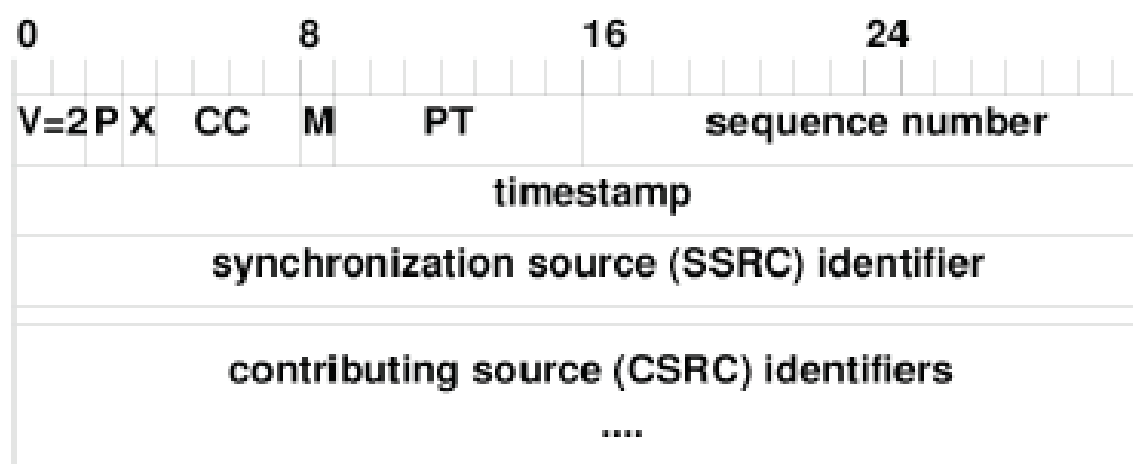 0 8 16 24
V=2 P X CC M PT sequence number
timestamp
synchronization source (SSRC) identifier
contributing source (CSRC) identifiers
....